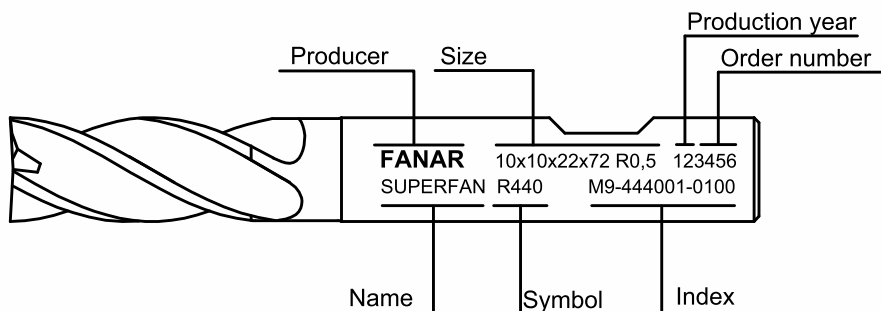 Production year
Producer
Size
Order number
FANAR 10x10x22x72 R0,5 123456
SUPERFAN R440 M9-444001-0100
Name
Symbol
Index